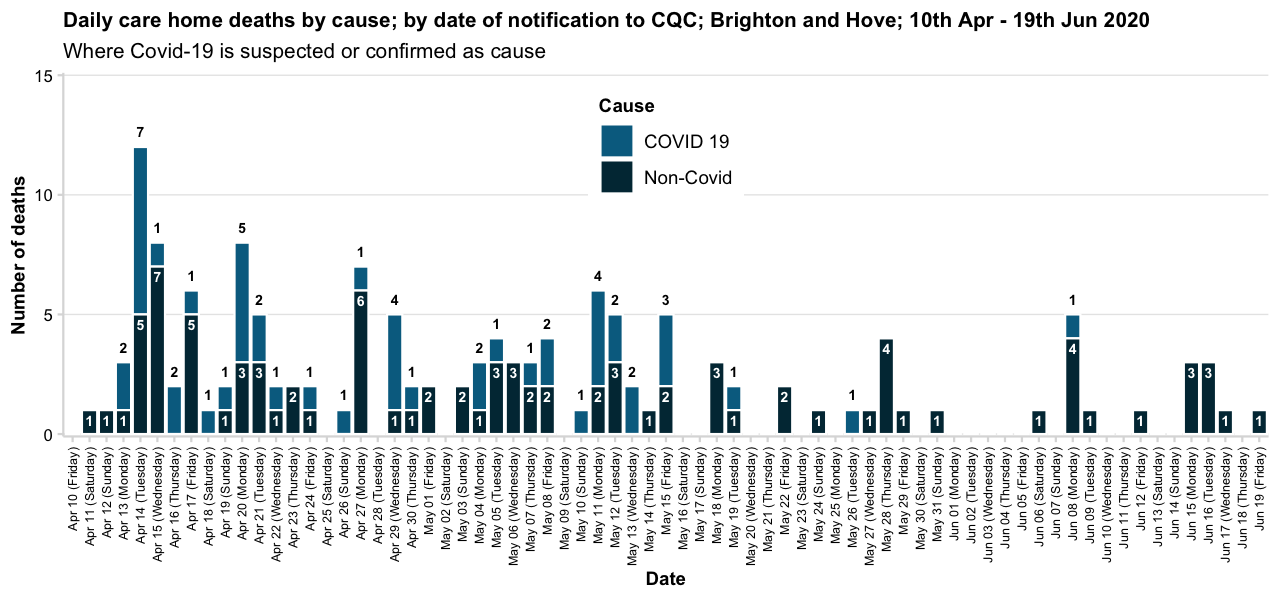 Daily care home deaths by cause; by date of notification to CQC; Brighton and Hove; 10th Apr - 19th Jun 2020
Where Covid-19 is suspected or confirmed as cause
Number of deaths
15
10
5
0
Cause
COVID 19
Non-Covid
7
1
5
1
1
4
2
1
2
2
1
1
2
1
1
1
4
1
2
1
1
2
1
2
1
4
2
1
2
3
1
1
1
1
1
1
5
7
5
1
3
3
1
2
1
6
1
1
2
2
1
3
3
2
2
2
3
1
2
3
1
2
1
1
4
1
1
1
4
1
1
3
3
1
1
Apr 10 (Friday)
Apr 11 (Saturday)
Apr 12 (Sunday)
Apr 13 (Monday)
Apr 14 (Tuesday)
Apr 15 (Wednesday)
Apr 16 (Thursday)
Apr 17 (Friday)
Apr 18 (Saturday)
Apr 19 (Sunday)
Apr 20 (Monday)
Apr 21 (Tuesday)
Apr 22 (Wednesday)
Apr 23 (Thursday)
Apr 24 (Friday)
Apr 25 (Saturday)
Apr 26 (Sunday)
Apr 27 (Monday)
Apr 28 (Tuesday)
Apr 29 (Wednesday)
Apr 30 (Thursday)
May 01 (Friday)
May 02 (Saturday)
May 03 (Sunday)
May 04 (Monday)
May 05 (Tuesday)
May 06 (Wednesday)
May 07 (Thursday)
May 08 (Friday)
May 09 (Saturday)
May 10 (Sunday)
May 11 (Monday)
May 12 (Tuesday)
May 13 (Wednesday)
May 14 (Thursday)
May 15 (Friday)
May 16 (Saturday)
May 17 (Sunday)
May 18 (Monday)
May 19 (Tuesday)
May 20 (Wednesday)
May 21 (Thursday)
May 22 (Friday)
May 23 (Saturday)
May 24 (Sunday)
May 25 (Monday)
May 26 (Tuesday)
May 27 (Wednesday)
May 28 (Thursday)
May 29 (Friday)
May 30 (Saturday)
May 31 (Sunday)
Jun 01 (Monday)
Jun 02 (Tuesday)
Jun 03 (Wednesday)
Jun 04 (Thursday)
Jun 05 (Friday)
Jun 06 (Saturday)
Jun 07 (Sunday)
Jun 08 (Monday)
Jun 09 (Tuesday)
Jun 10 (Wednesday)
Jun 11 (Thursday)
Jun 12 (Friday)
Jun 13 (Saturday)
Jun 14 (Sunday)
Jun 15 (Monday)
Jun 16 (Tuesday)
Jun 17 (Wednesday)
Jun 18 (Thursday)
Jun 19 (Friday)
Date